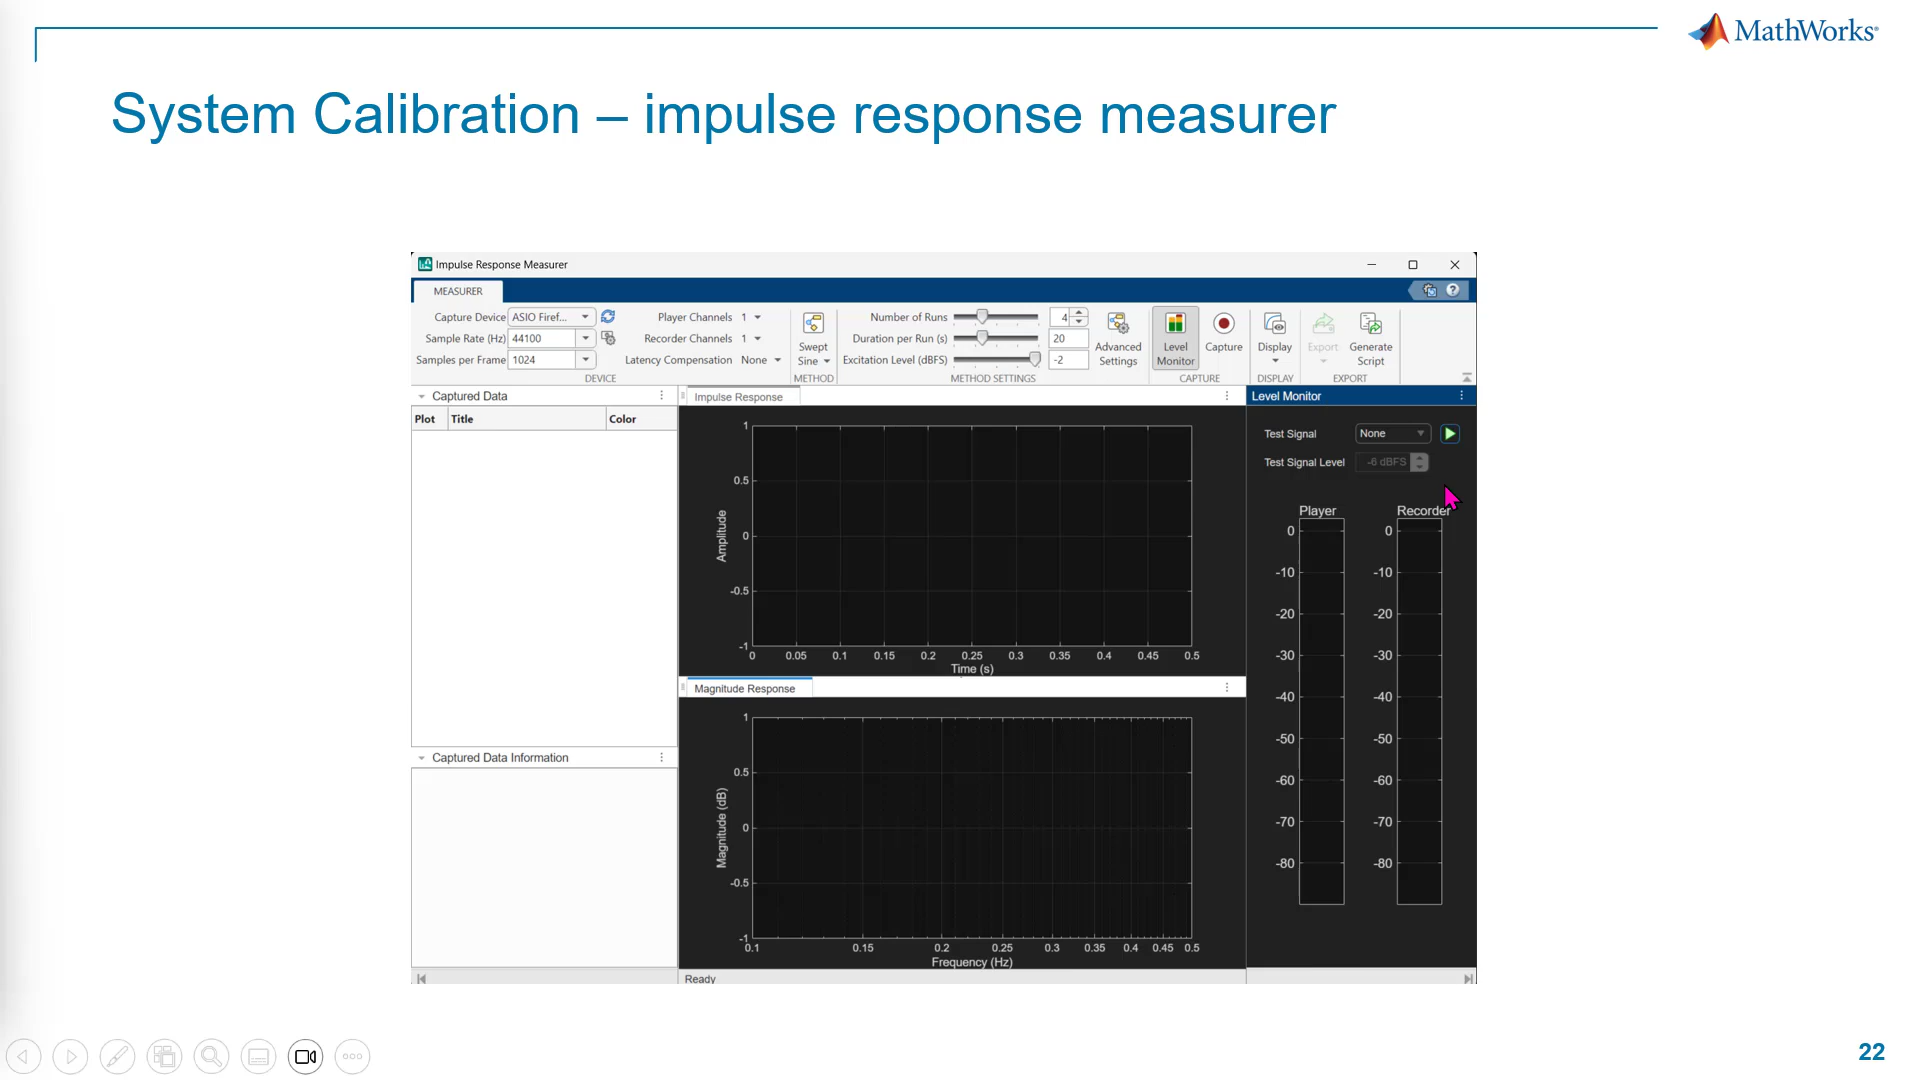 MathWorks®
System Calibration – impulse response measurer
Impulse Response Measurer
MEASURER
Capture Device ASIO Firef...
Sample Rate (Hz) 44100
Samples per Frame 1024
Player Channels 1
Recorder Channels 1
Latency Compensation None
DEVICE
Swept
Sine
METHOD
Number of Runs 4
Duration per Run (s) 20
Excitation Level (dBFS) -2
Advanced
Settings
METHOD SETTINGS
Level
Monitor
Capture
CAPTURE
Display
DISPLAY
Export
Generate
Script
EXPORT
Captured Data
Plot Title Color
Captured Data Information
Impulse Response
1
0.5
0
-0.5
-1
Amplitude
0 0.05 0.1 0.15 0.2 0.25 0.3 0.35 0.4 0.45 0.5
Time (s)
Magnitude Response
1
0.5
0
-0.5
-1
Magnitude (dB)
0.1 0.15 0.2 0.25 0.3 0.35 0.4 0.45 0.5
Frequency (Hz)
Ready
Level Monitor
Test Signal None
Test Signal Level -6 dBFS
Player Recorder
0 0
-10 -10
-20 -20
-30 -30
-40 -40
-50 -50
-60 -60
-70 -70
-80 -80
22